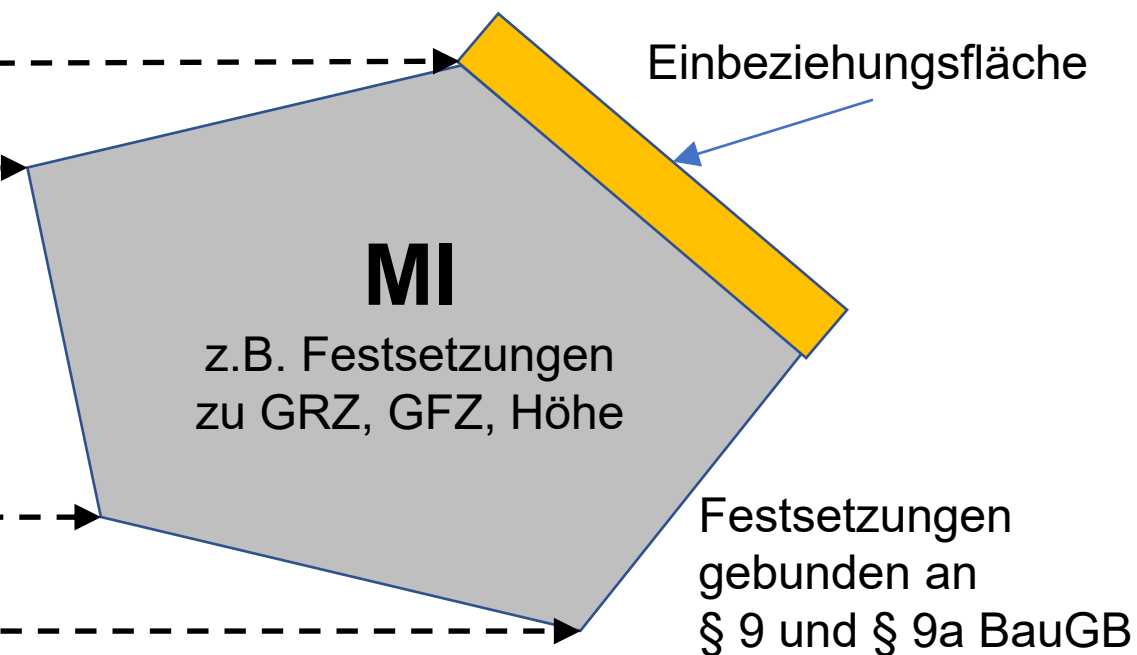 Einbeziehungsfläche
MI
z.B. Festsetzungen
zu GRZ, GFZ, Höhe
Festsetzungen
gebunden an
§ 9 und § 9a BauGB